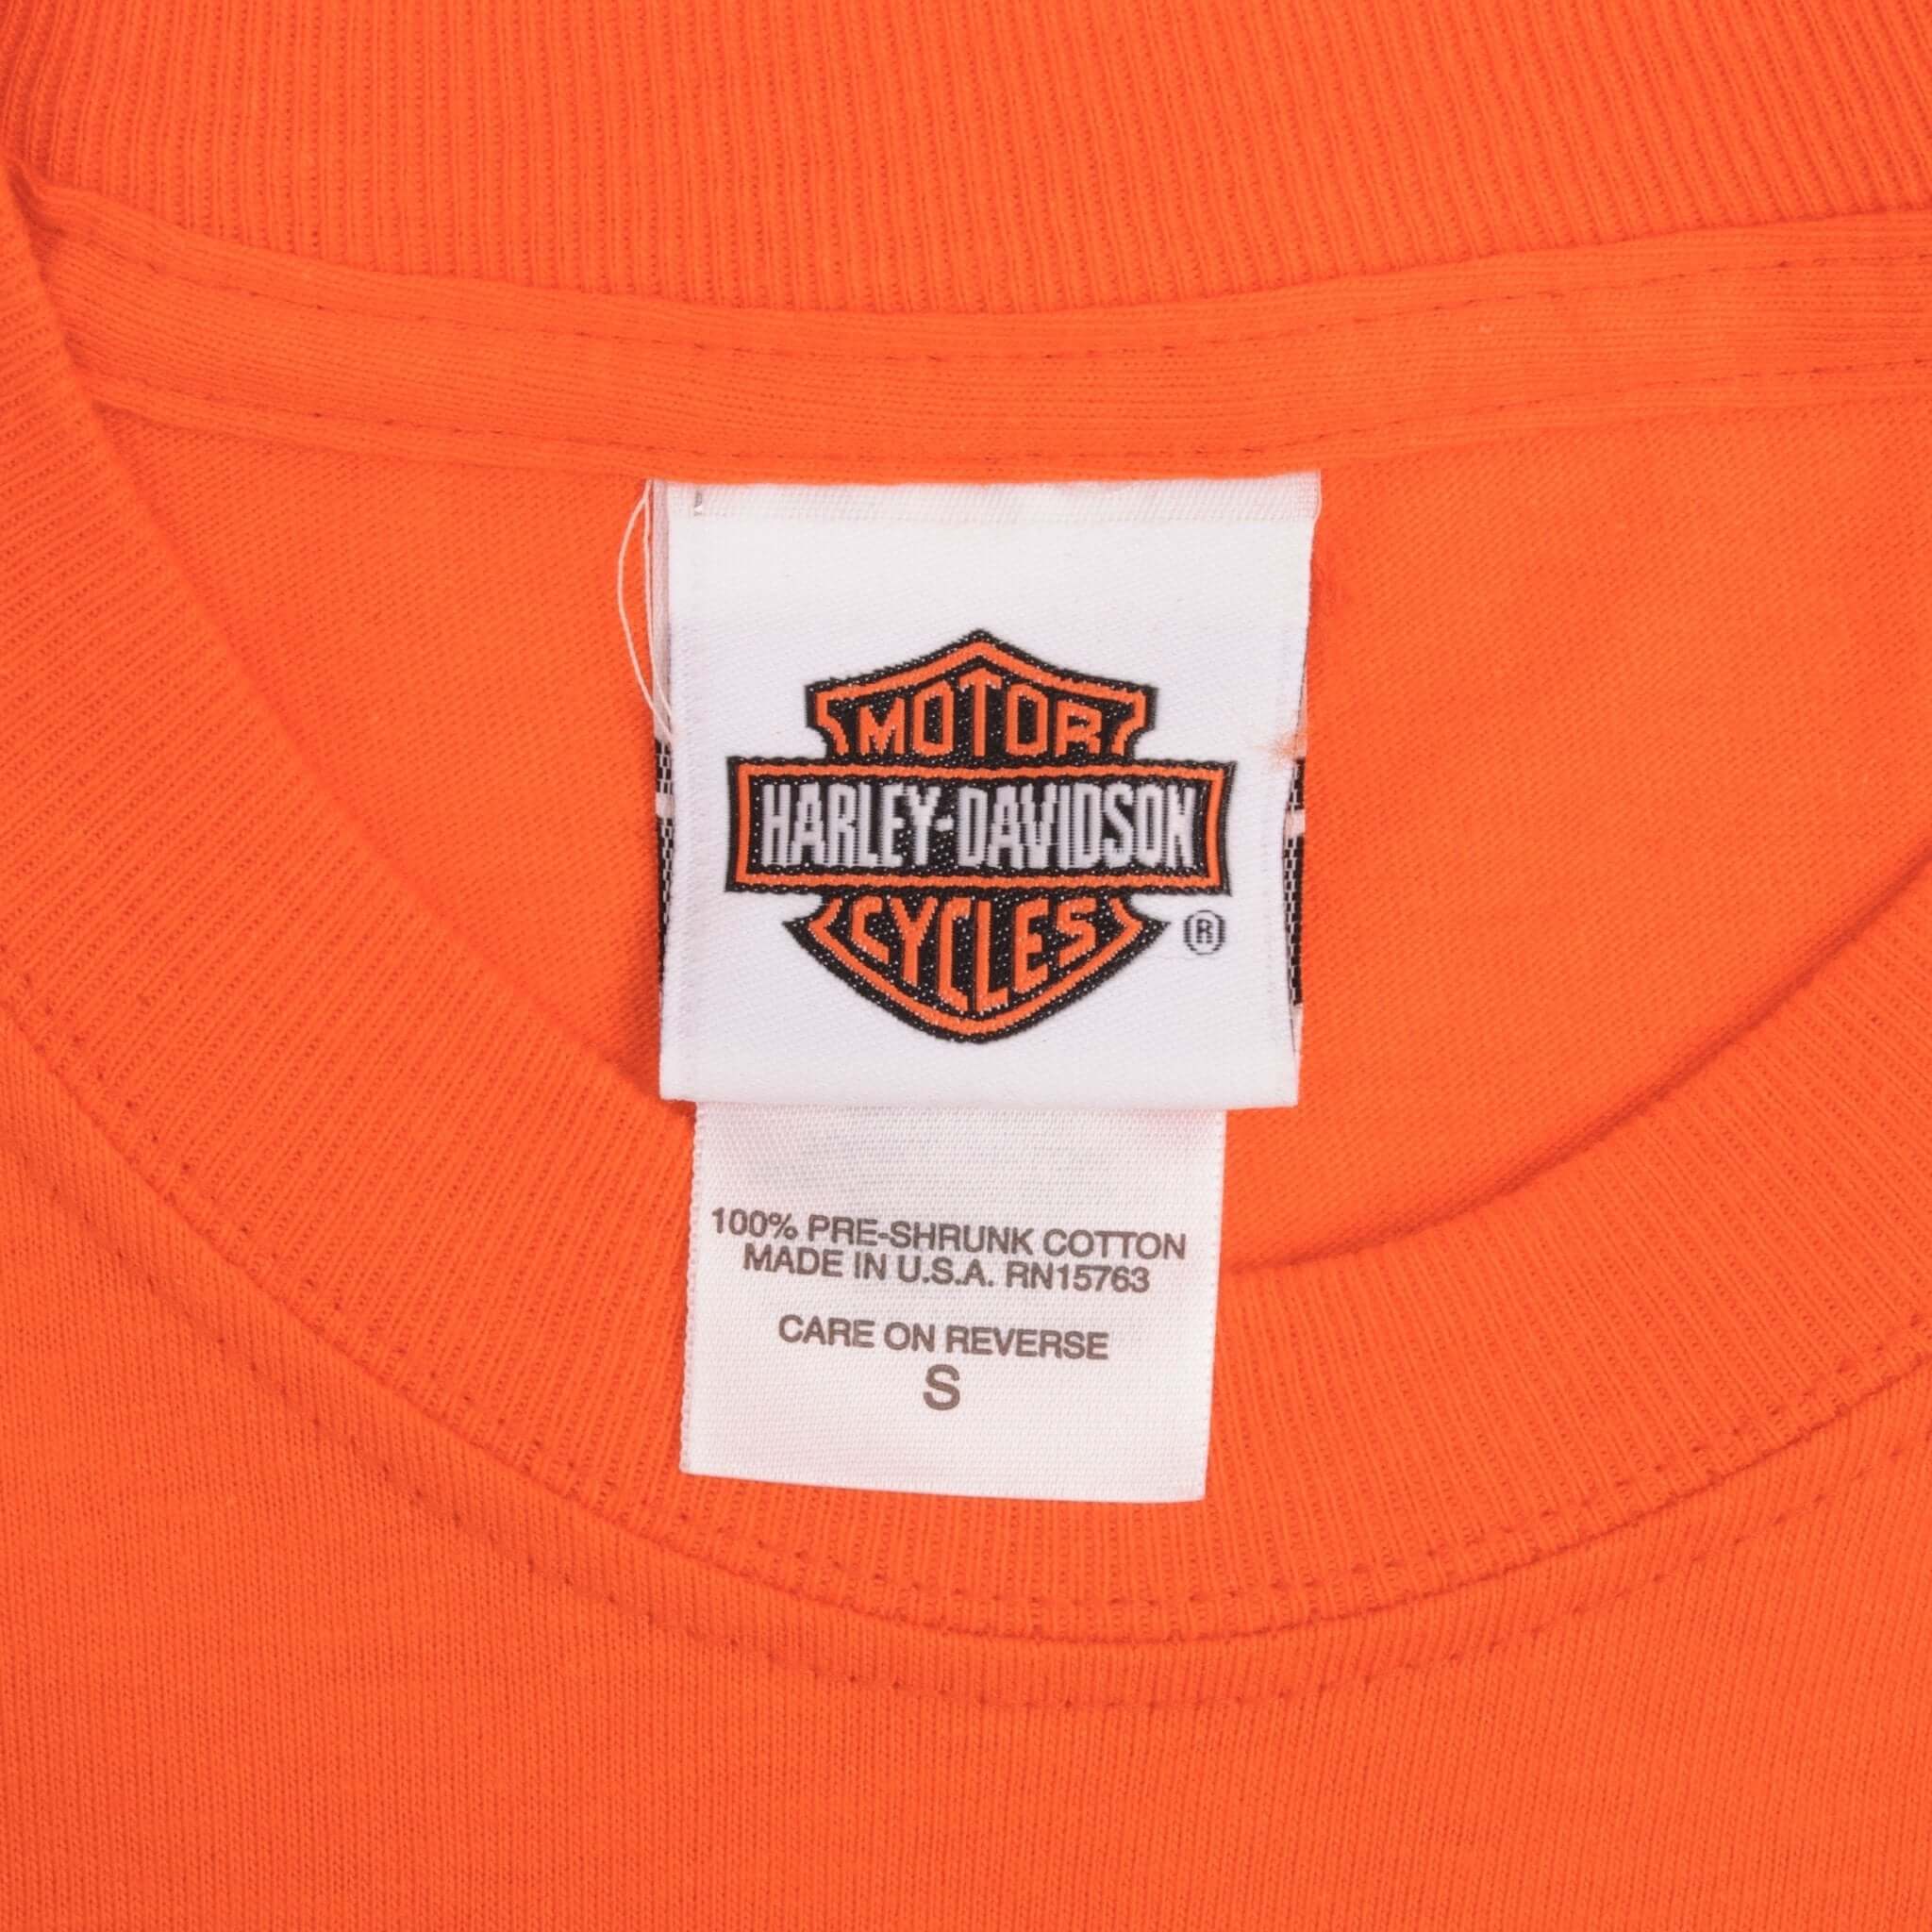 MOTOR
HARLEY-DAVIDSON
CYCLES
®
100% PRE-SHRUNK COTTON
MADE IN U.S.A. RN15763
CARE ON REVERSE
S